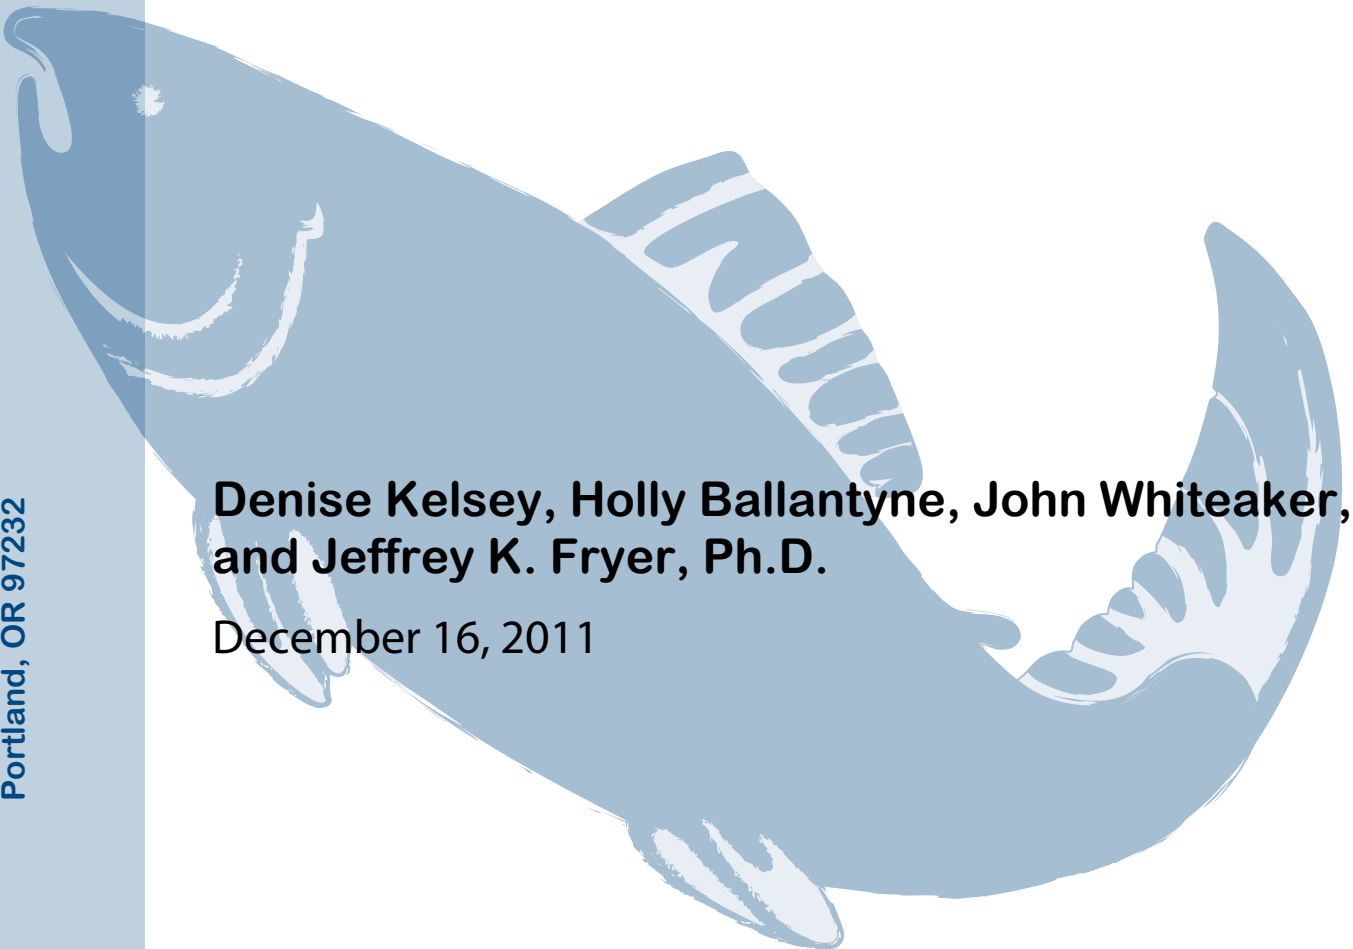 Denise Kelsey, Holly Ballantyne, John Whiteaker,
and Jeffrey K. Fryer, Ph.D.
December 16, 2011
Portland, OR 97232